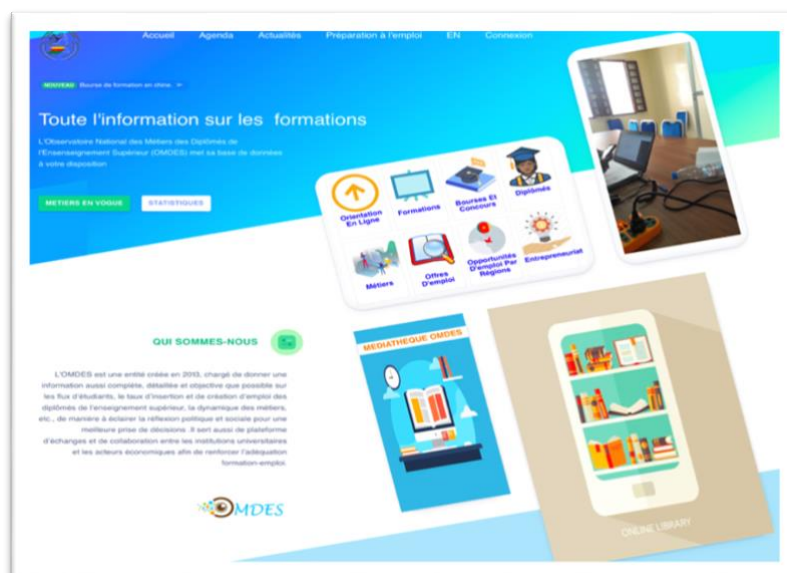 Accueil Agenda Actualités Préparation à l'emploi EN Connexion
NOUVEAU Bourse de formation en chine.
Toute l'information sur les formations
L'Observatoire National des Métiers des Diplômés de
l'Ensenseignement Supérieur (OMDES) met sa base de données
à votre disposition
METIERS EN VOGUE STATISTIQUES
Orientation
En Ligne
Formations
Bourses Et
Concours
Diplômés
Métiers
Offres
D'emploi
Opportunités
D'emploi Par
Régions
Entrepreneuriat
QUI SOMMES-NOUS
L'OMDES est une entité créée en 2013, chargé de donner une
information aussi complète, détaillée et objective que possible sur
les flux d'étudiants, le taux d'insertion et de création d'emploi des
diplômés de l'enseignement supérieur, la dynamique des métiers,
etc., de manière à éclairer la réflexion politique et sociale pour une
meilleure prise de décisions. Il sert aussi de plateforme
d'échanges et de collaboration entre les institutions universitaires
et les acteurs économiques afin de renforcer l'adéquation
formation-emploi.
OMDES
MEDIATHEQUE OMDES
ONLINE LIBRARY